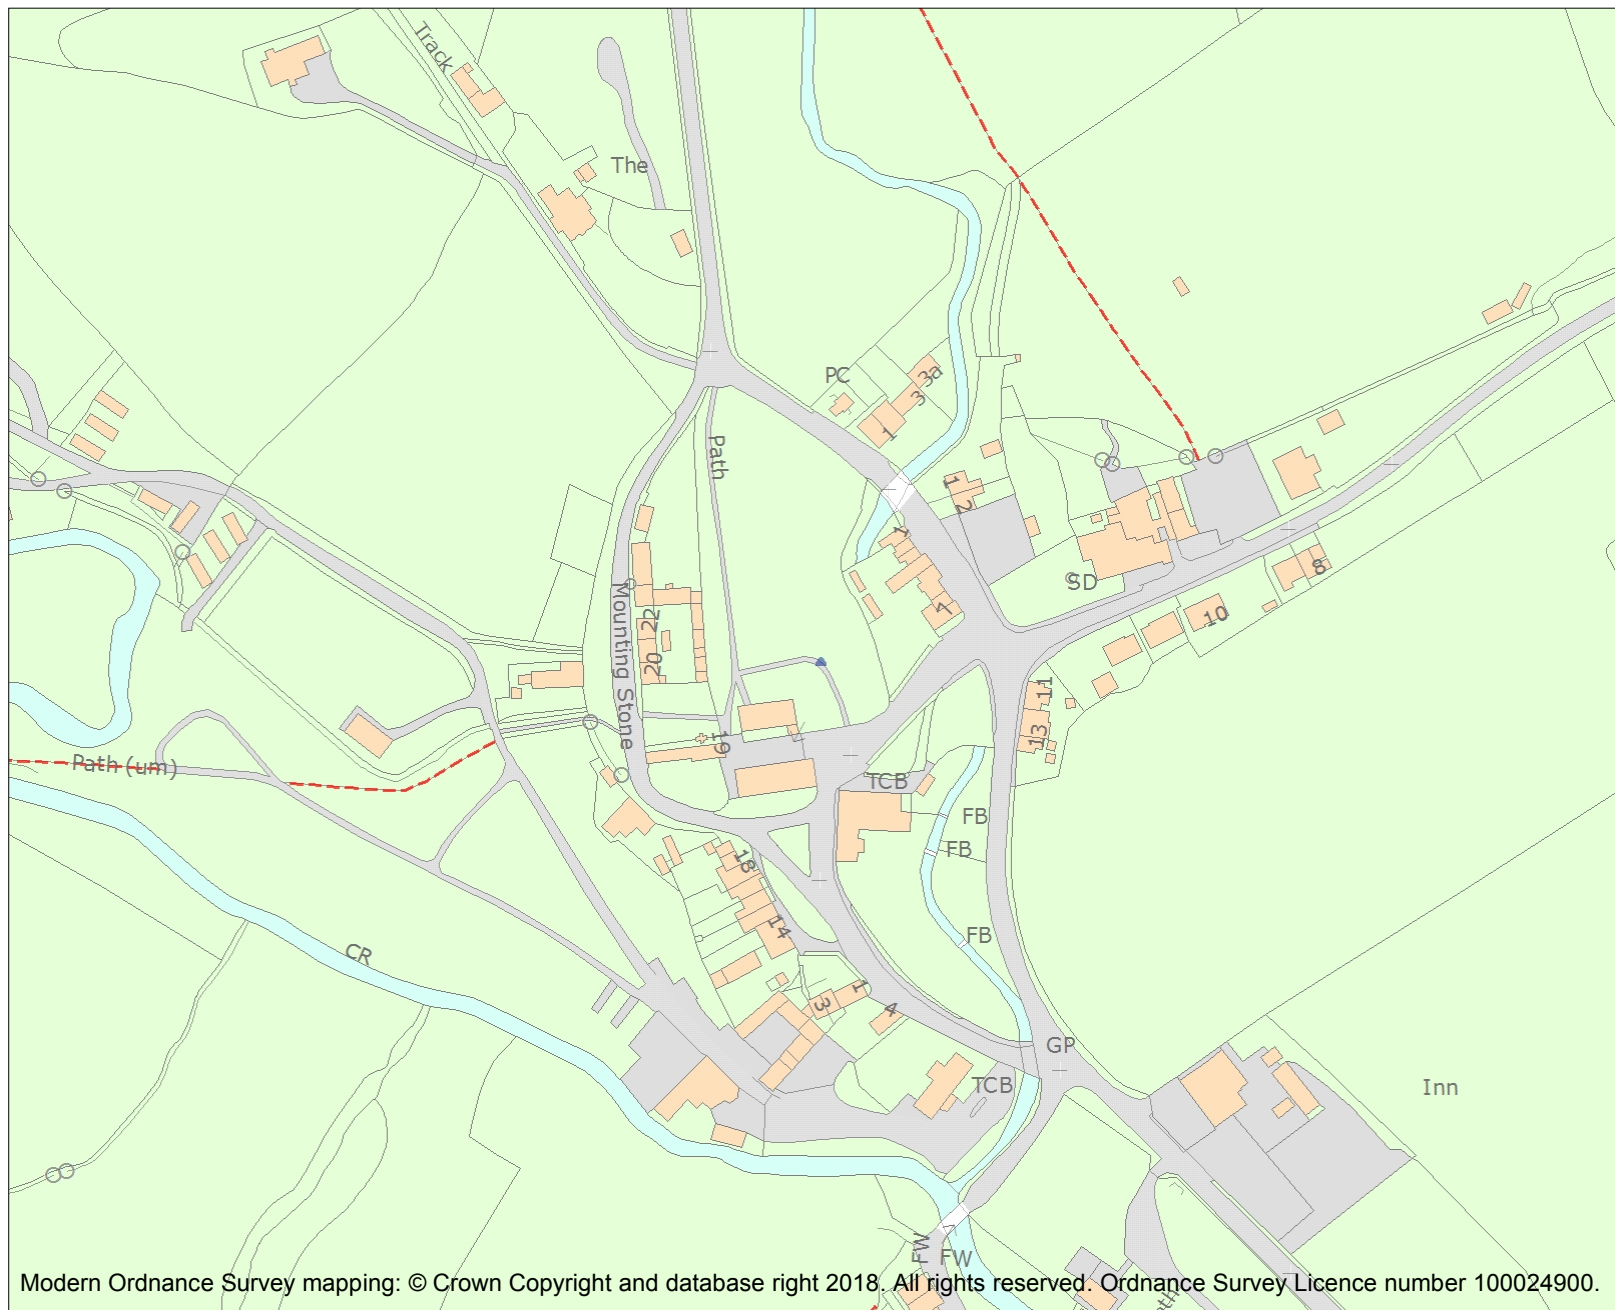 Track
The
PC
3a
3
1
Path
1
2
1
4
SD
8
10
11
13
Mounting Stone
22
20
19
TCB
FB
FB
FB
Path (um)
18
14
CR
1
3
4
GP
TCB
Inn
FW
FW
Modern Ordnance Survey mapping: © Crown Copyright and database right 2018. All rights reserved. Ordnance Survey Licence number 100024900.